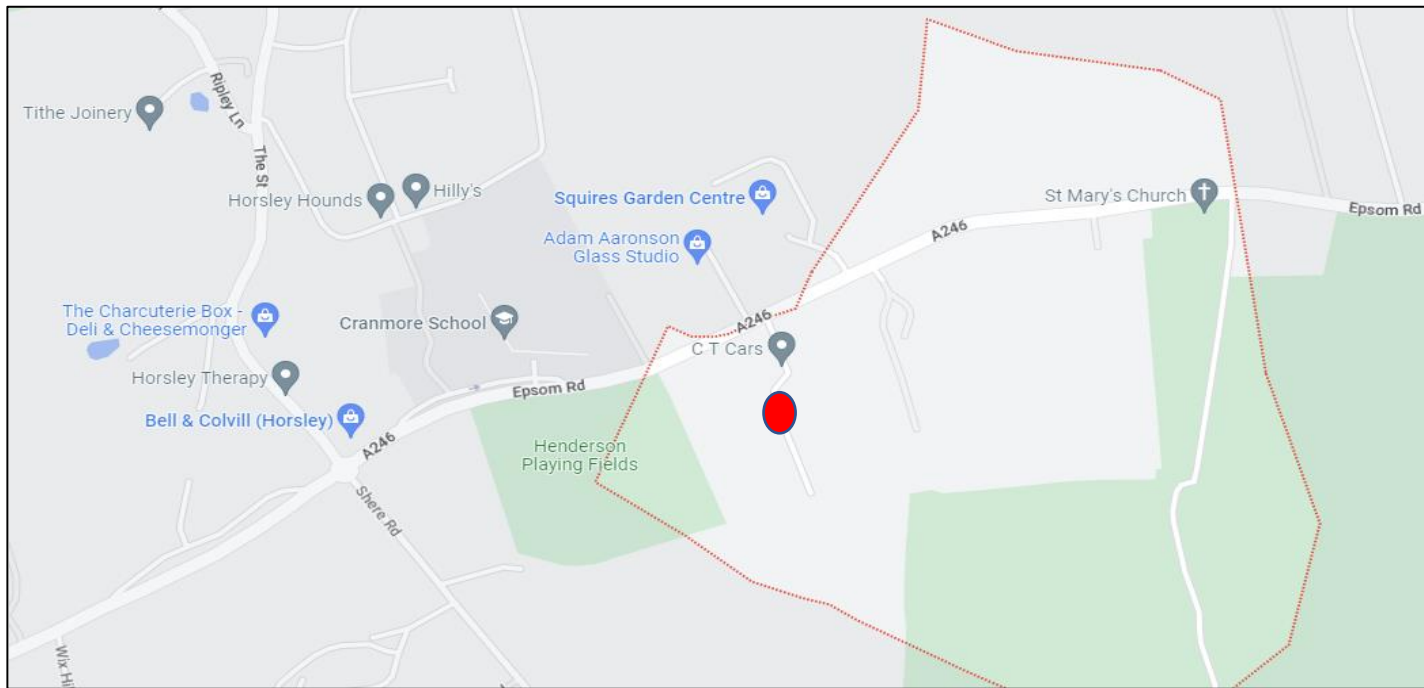 Ripley Ln
Tithe Joinery
The St
Horsley Hounds
Hilly's
Squires Garden Centre
St Mary's Church
Epsom Rd
A246
Adam Aaronson
Glass Studio
The Charcuterie Box -
Deli & Cheesemonger
Cranmore School
A246
C T Cars
Horsley Therapy
Epsom Rd
Bell & Colvill (Horsley)
A246
Henderson
Playing Fields
Shere Rd
Wix Hi